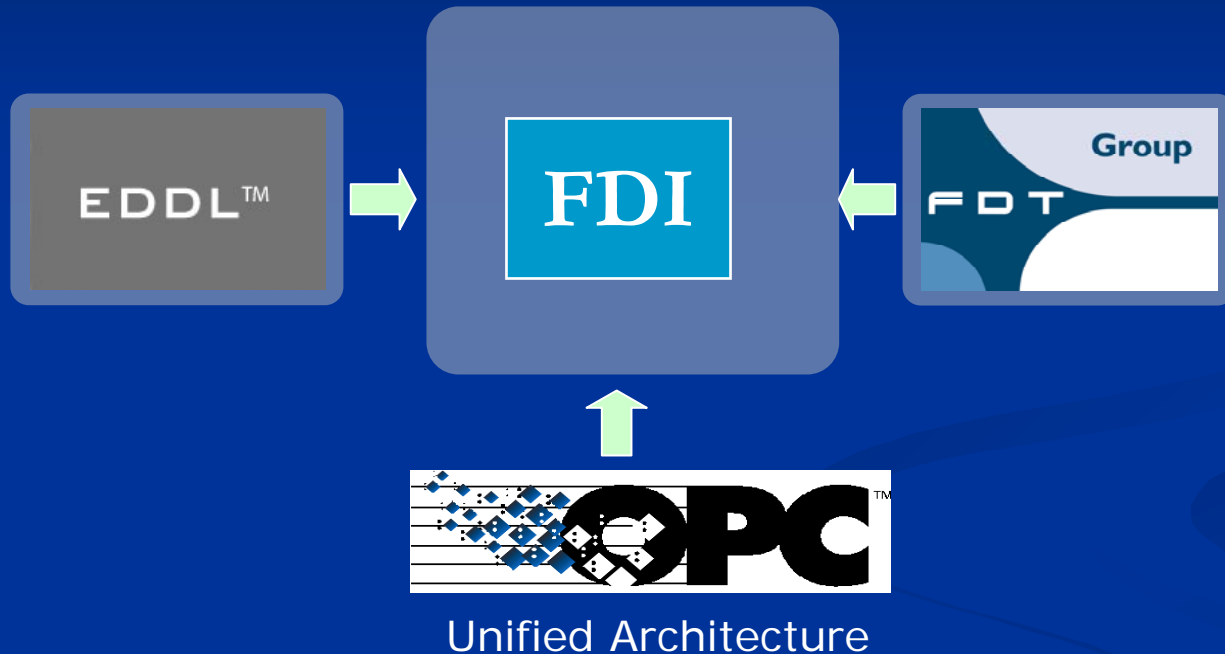 EDDL™
FDI
Group
FDT
OPC™
Unified Architecture